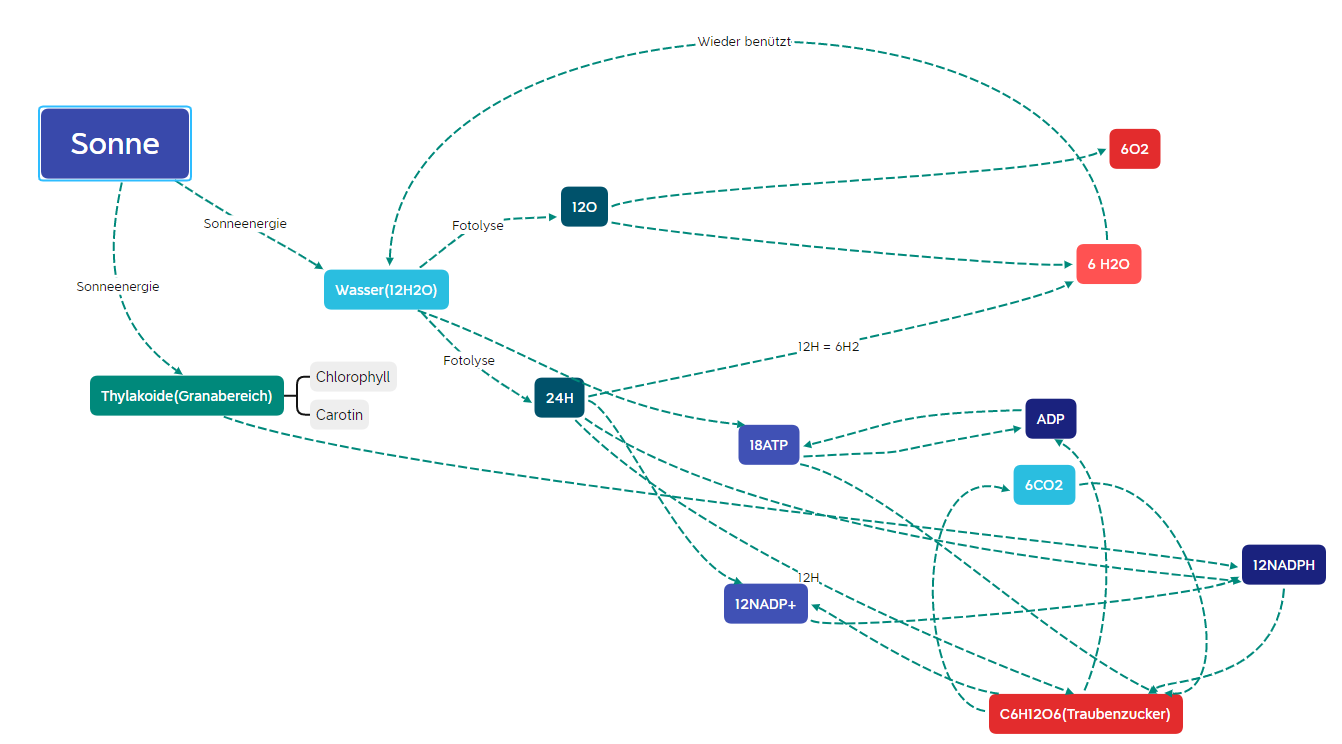 Wieder benützt
Sonne
6O2
12O
Sonneenergie
Fotolyse
6 H2O
Sonneenergie
Wasser(12H2O)
12H = 6H2
Fotolyse
Chlorophyll
Thylakoide(Granabereich)
24H
Carotin
ADP
18ATP
6CO2
12NADPH
12H
12NADP+
C6H12O6(Traubenzucker)